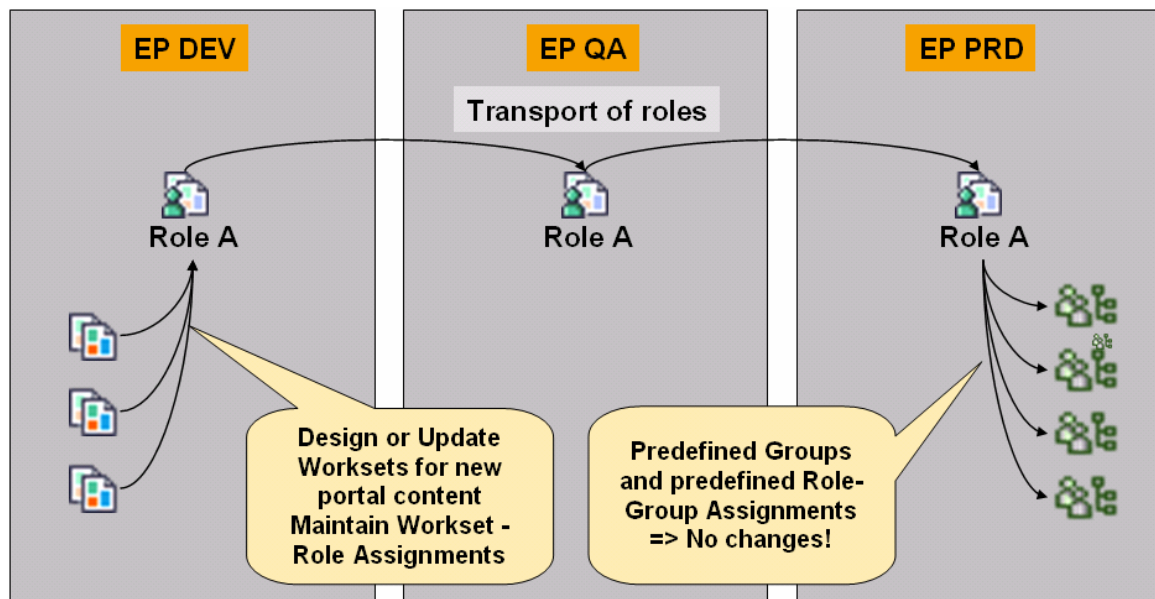 EP DEV
EP QA
EP PRD
Transport of roles
Role A
Role A
Role A
Design or Update
Worksets for new
portal content
Maintain Workset -
Role Assignments
Predefined Groups
and predefined Role-
Group Assignments
=> No changes!